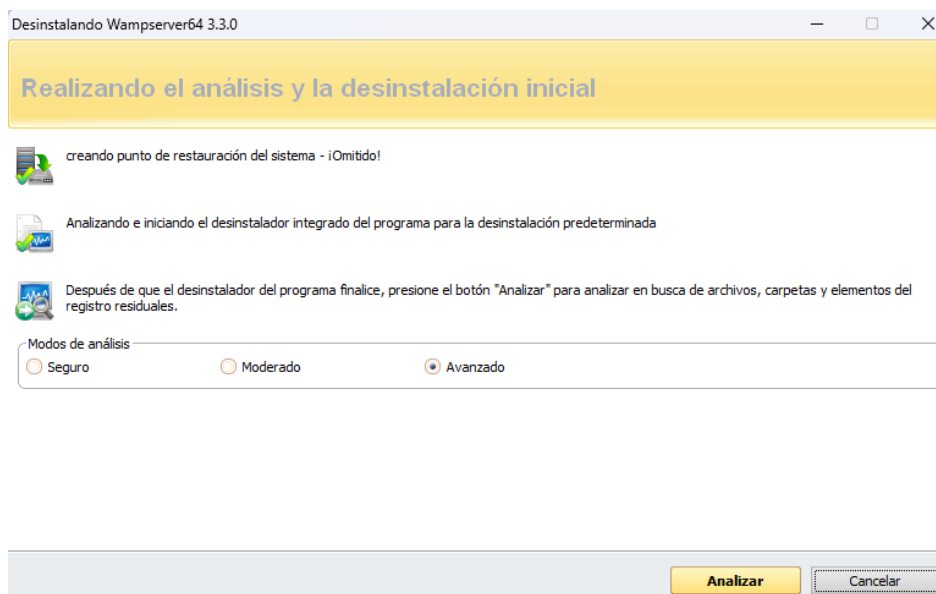 Desinstalando Wampserver64 3.3.0
Realizando el análisis y la desinstalación inicial
creando punto de restauración del sistema - ¡Omitido!
Analizando e iniciando el desinstalador integrado del programa para la desinstalación predeterminada
Después de que el desinstalador del programa finalice, presione el botón "Analizar" para analizar en busca de archivos, carpetas y elementos del
registro residuales.
Modos de análisis
Seguro Moderado Avanzado
Analizar Cancelar